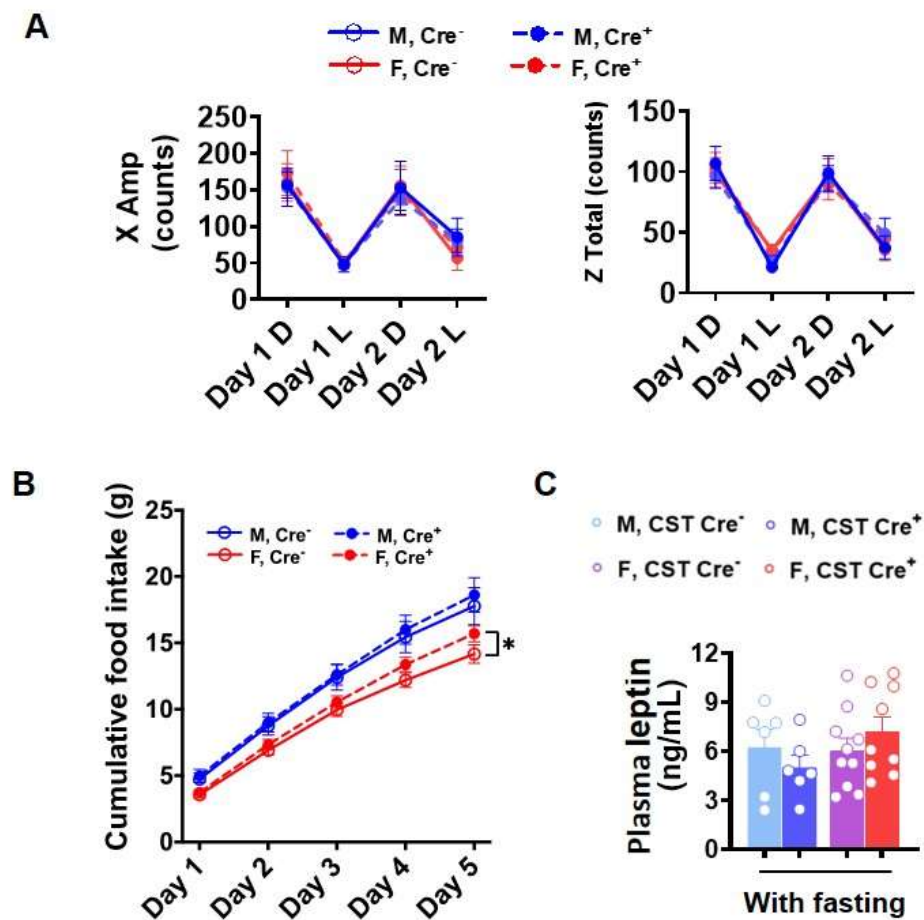 A
M, Cre⁻ M, Cre⁺
F, Cre⁻ F, Cre⁺
X Amp
(counts)
250
200
150
100
50
0
Day 1 D Day 1 L Day 2 D Day 2 L
Z Total (counts)
150
100
50
0
Day 1 D Day 1 L Day 2 D Day 2 L
B
Cumulative food intake (g)
25
20
15
10
5
0
M, Cre⁻ M, Cre⁺
F, Cre⁻ F, Cre⁺
*
Day 1 Day 2 Day 3 Day 4 Day 5
C
M, CST Cre⁻ M, CST Cre⁺
F, CST Cre⁻ F, CST Cre⁺
Plasma leptin
(ng/mL)
12
9
6
3
0
With fasting